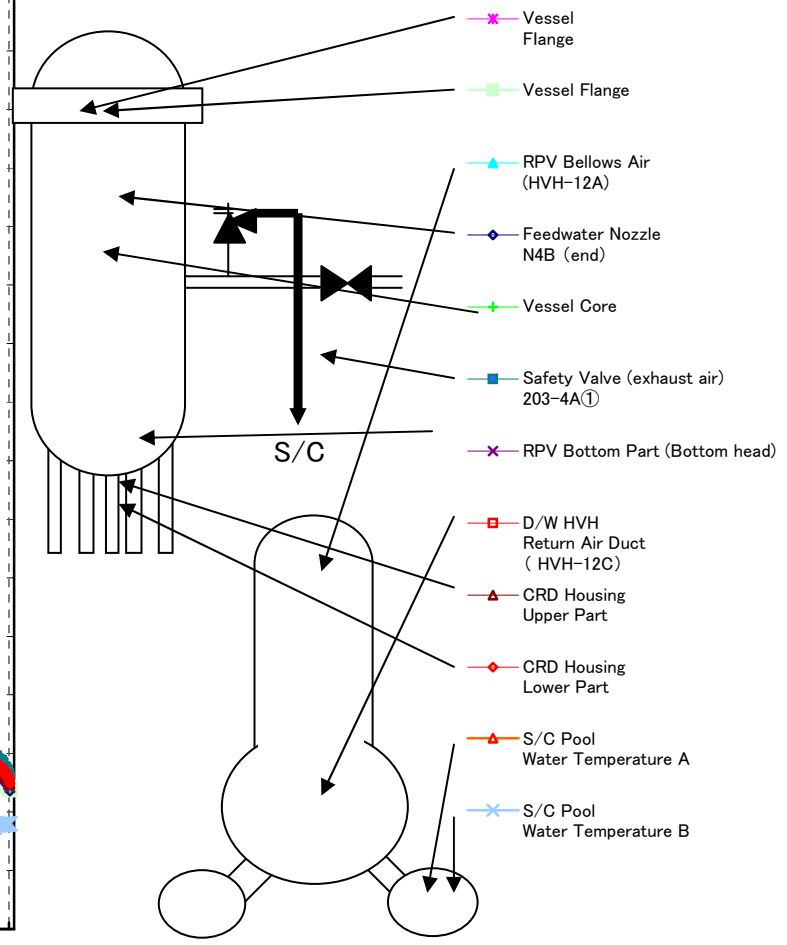 Vessel
Flange
Vessel Flange
RPV Bellows Air
(HVH-12A)
Feedwater Nozzle
N4B (end)
Vessel Core
Safety Valve (exhaust air)
203-4A①
S/C
RPV Bottom Part (Bottom head)
D/W HVH
Return Air Duct
( HVH-12C)
CRD Housing
Upper Part
CRD Housing
Lower Part
S/C Pool
Water Temperature A
S/C Pool
Water Temperature B